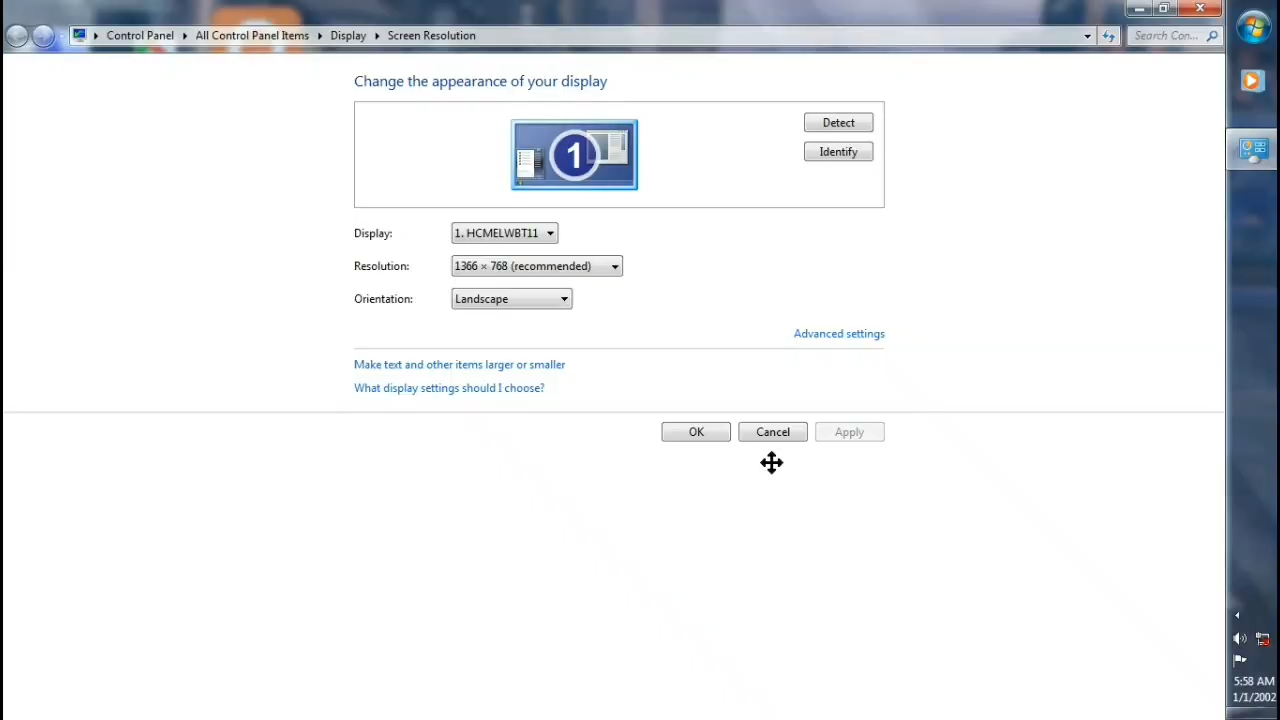 Control Panel
All Control Panel Items
Display
Screen Resolution
Search Con...
Change the appearance of your display
1
Detect
Identify
Display: 1. HCMELWBT11
Resolution: 1366 × 768 (recommended)
Orientation: Landscape
Advanced settings
Make text and other items larger or smaller
What display settings should I choose?
OK Cancel Apply
5:58 AM
1/1/2002